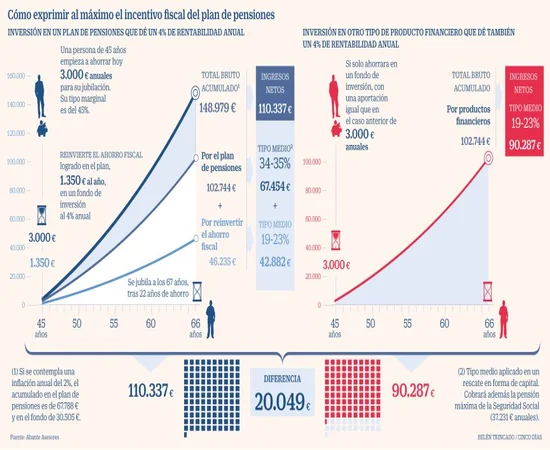 Cómo exprimir al máximo el incentivo fiscal del plan de pensiones
INVERSIÓN EN UN PLAN DE PENSIONES QUE DÉ UN 4% DE RENTABILIDAD ANUAL
Una persona de 45 años
empieza a ahorrar hoy
3.000 € anuales
para su jubilación.
Su tipo marginal
es del 45%.
REINVIERTE EL AHORRO FISCAL
logrado en el plan,
1.350 € al año,
en un fondo de
inversión
al 4% anual
160.000
140.000
120.000
100.000
80.000
60.000
40.000
20.000
0
3.000 €
1.350 €
TOTAL BRUTO
ACUMULADO¹
148.979 €
Por el plan
de pensiones
102.744 €
Por reinvertir
el ahorro
fiscal
46.235 €
Se jubila a los 67 años,
tras 22 años de ahorro
45
años
50
55
60
66
años
INGRESOS
NETOS
110.337 €
TIPO MEDIO²
34-35%
67.454 €
+
TIPO MEDIO
19-23%
42.882 €
INVERSIÓN EN OTRO TIPO DE PRODUCTO FINANCIERO QUE DÉ TAMBIÉN
UN 4% DE RENTABILIDAD ANUAL
Si solo ahorrara en
un fondo de
inversión, con
una aportación
igual que en
el caso anterior de
3.000 €
anuales
160.000
140.000
120.000
100.000
80.000
60.000
40.000
20.000
0
3.000 €
TOTAL BRUTO
ACUMULADO
Por productos
financieros
102.744 €
45
años
50
55
60
66
años
INGRESOS
NETOS
TIPO MEDIO
19-23%
90.287 €
(1) Si se contempla una
inflación anual del 2%, el
acumulado en el plan de
pensiones es de 67.788 €
y en el fondo de 30.505 €.
110.337 €
DIFERENCIA
20.049 €
90.287 €
(2) Tipo medio aplicado en un
rescate en forma de capital.
Cobrará además la pensión
máxima de la Seguridad Social
(37.231 € anuales).
Fuente: Abante Asesores
BELÉN TRINCADO / CINCO DÍAS